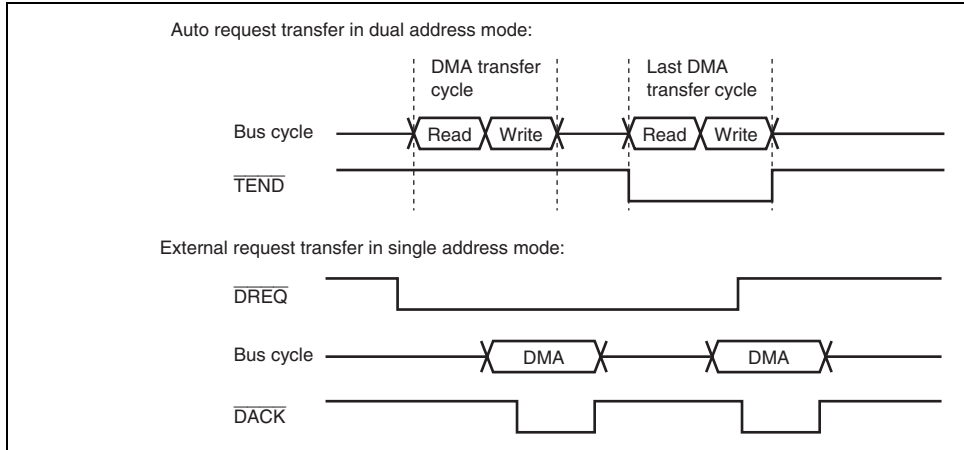 Auto request transfer in dual address mode:
DMA transfer
cycle
Last DMA
transfer cycle
Bus cycle
Read
Write
Read
Write
TEND
External request transfer in single address mode:
DREQ
Bus cycle
DMA
DMA
DACK